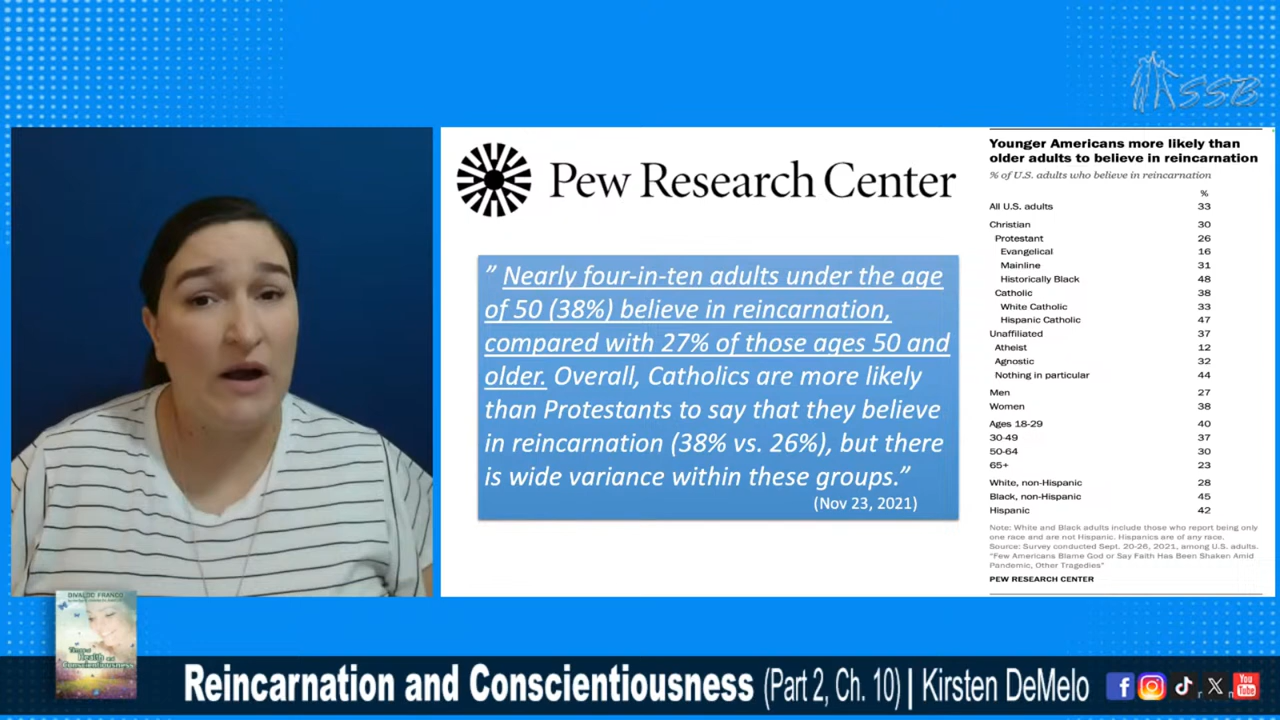 SSB
Pew Research Center
” Nearly four-in-ten adults under the age
of 50 (38%) believe in reincarnation,
compared with 27% of those ages 50 and
older. Overall, Catholics are more likely
than Protestants to say that they believe
in reincarnation (38% vs. 26%), but there
is wide variance within these groups.”
(Nov 23, 2021)
Younger Americans more likely than
older adults to believe in reincarnation
% of U.S. adults who believe in reincarnation
%
All U.S. adults 33
Christian 30
Protestant 26
Evangelical 16
Mainline 31
Historically Black 48
Catholic 38
White Catholic 33
Hispanic Catholic 47
Unaffiliated 37
Atheist 12
Agnostic 32
Nothing in particular 44
Men 27
Women 38
Ages 18-29 40
30-49 37
50-64 30
65+ 23
White, non-Hispanic 28
Black, non-Hispanic 45
Hispanic 42
Note: White and Black adults include those who report being only
one race and are not Hispanic. Hispanics are of any race.
Source: Survey conducted Sept. 20-26, 2021, among U.S. adults.
“Few Americans Blame God or Say Faith Has Been Shaken Amid
Pandemic, Other Tragedies”
PEW RESEARCH CENTER
DIVALDO FRANCO
Health and
Conscientiousness
Reincarnation and Conscientiousness (Part 2, Ch. 10) | Kirsten DeMelo
You
Tube